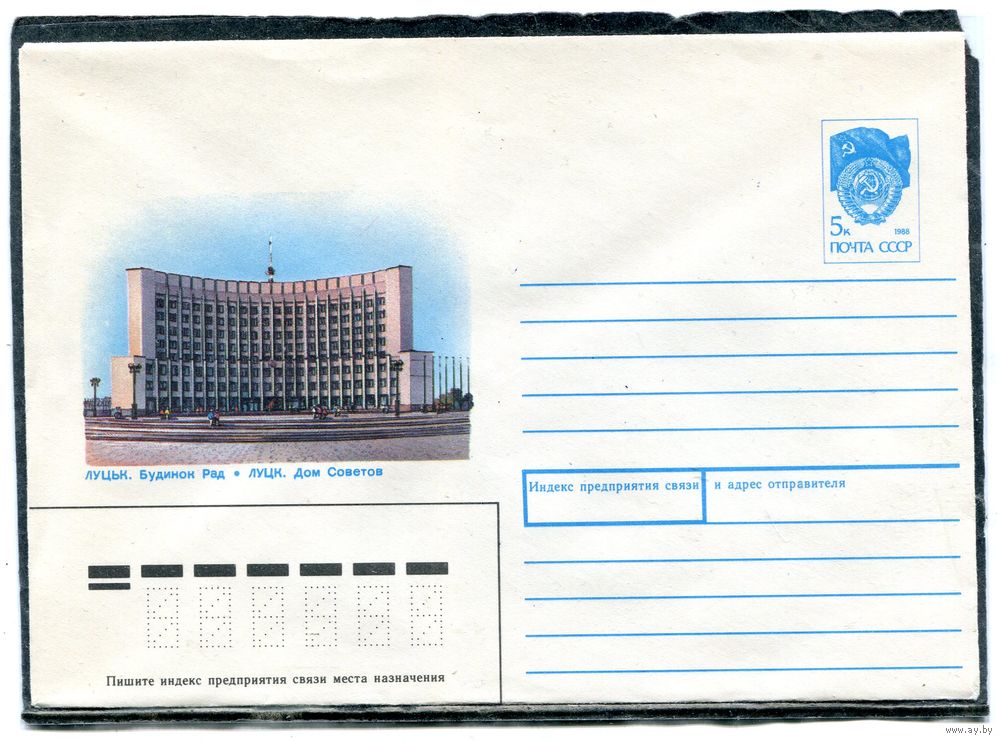 5к 1988
ПОЧТА СССР
ЛУЦЬК. Будинок Рад • ЛУЦК. Дом Советов
Индекс предприятия связи и адрес отправителя
Пишите индекс предприятия связи места назначения
www.ay.by